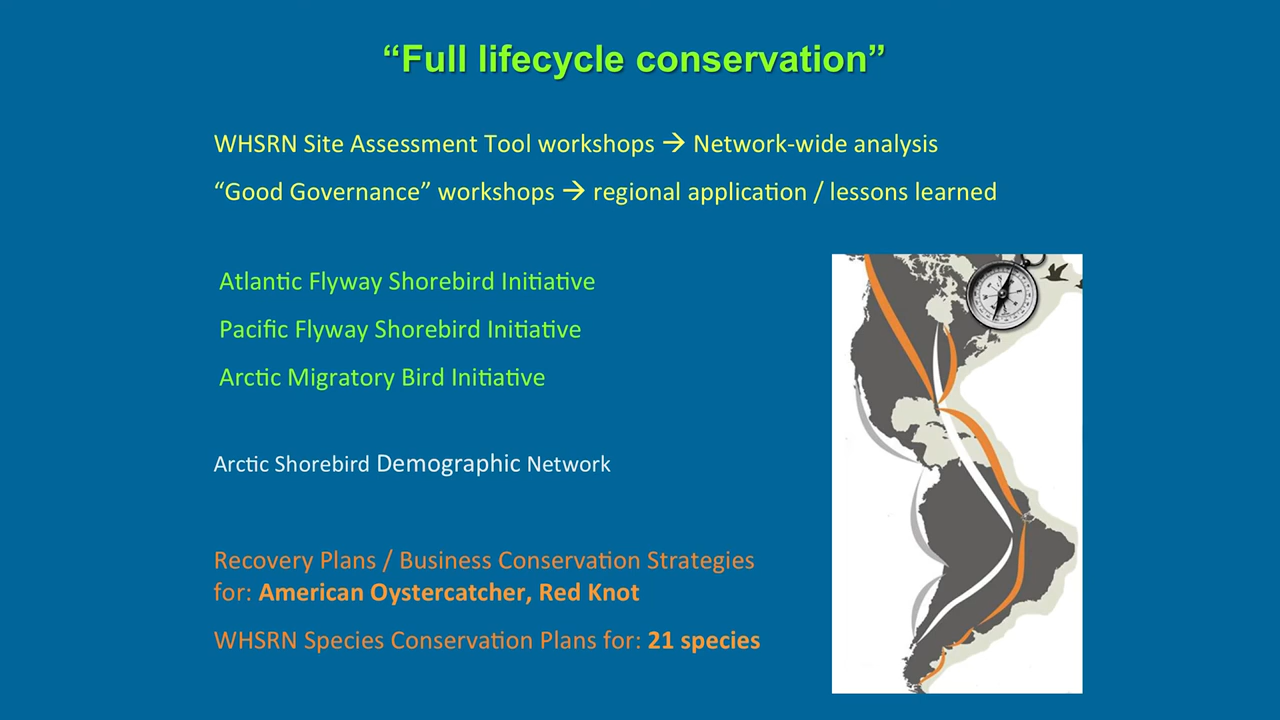 “Full lifecycle conservation”
WHSRN Site Assessment Tool workshops → Network-wide analysis
“Good Governance” workshops → regional application / lessons learned
Atlantic Flyway Shorebird Initiative
Pacific Flyway Shorebird Initiative
Arctic Migratory Bird Initiative
Arctic Shorebird Demographic Network
Recovery Plans / Business Conservation Strategies
for: American Oystercatcher, Red Knot
WHSRN Species Conservation Plans for: 21 species